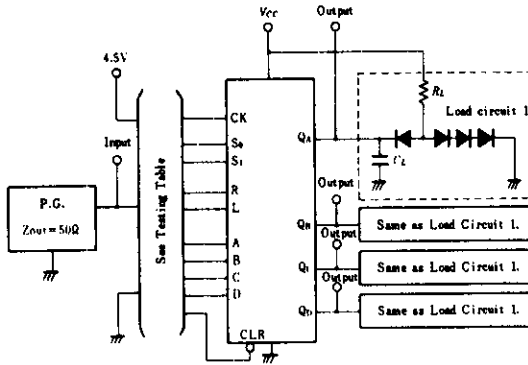 Vcc
Output
4.5V
RL
Load circuit 1
CK
Input
S0
QA
S1
CL
P.G.
Zout=50Ω
See Testing Table
R
L
Output
QB
Same as Load Circuit 1.
Output
A
B
C
QC
Same as Load Circuit 1.
Output
D
QD
Same as Load Circuit 1.
CLR